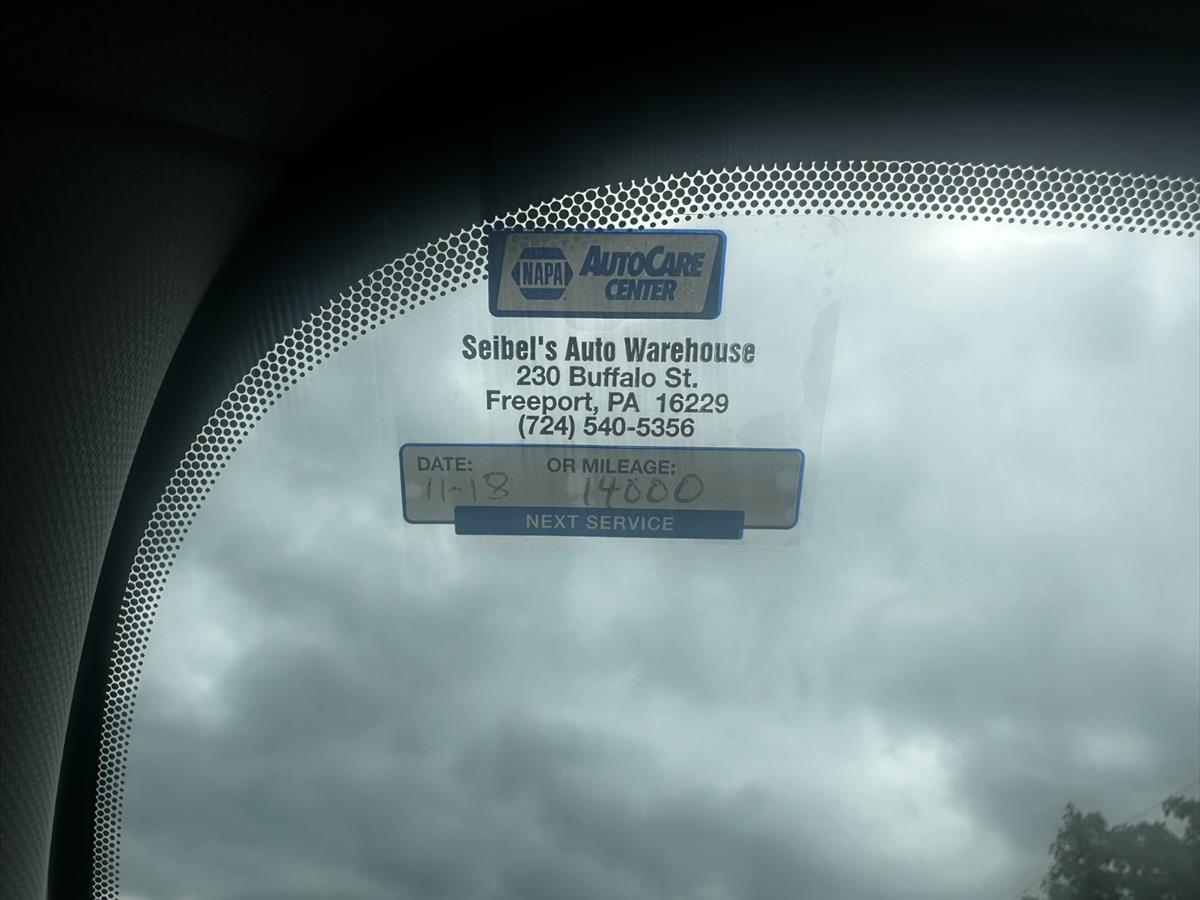 NAPA AUTOCARE CENTER
Seibel's Auto Warehouse
230 Buffalo St.
Freeport, PA 16229
(724) 540-5356
DATE: OR MILEAGE:
11-18 14000
NEXT SERVICE